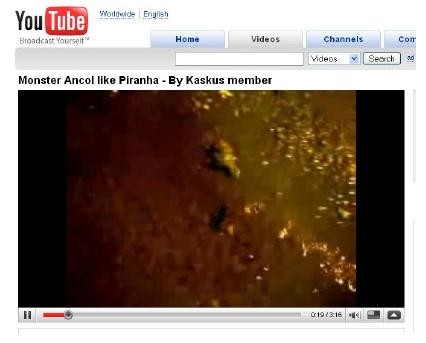 YouTube
Worldwide | English
Broadcast Yourself™
Home
Videos
Channels
Com
Videos
Search
Monster Ancol like Piranha - By Kaskus member
0:19 / 3:16